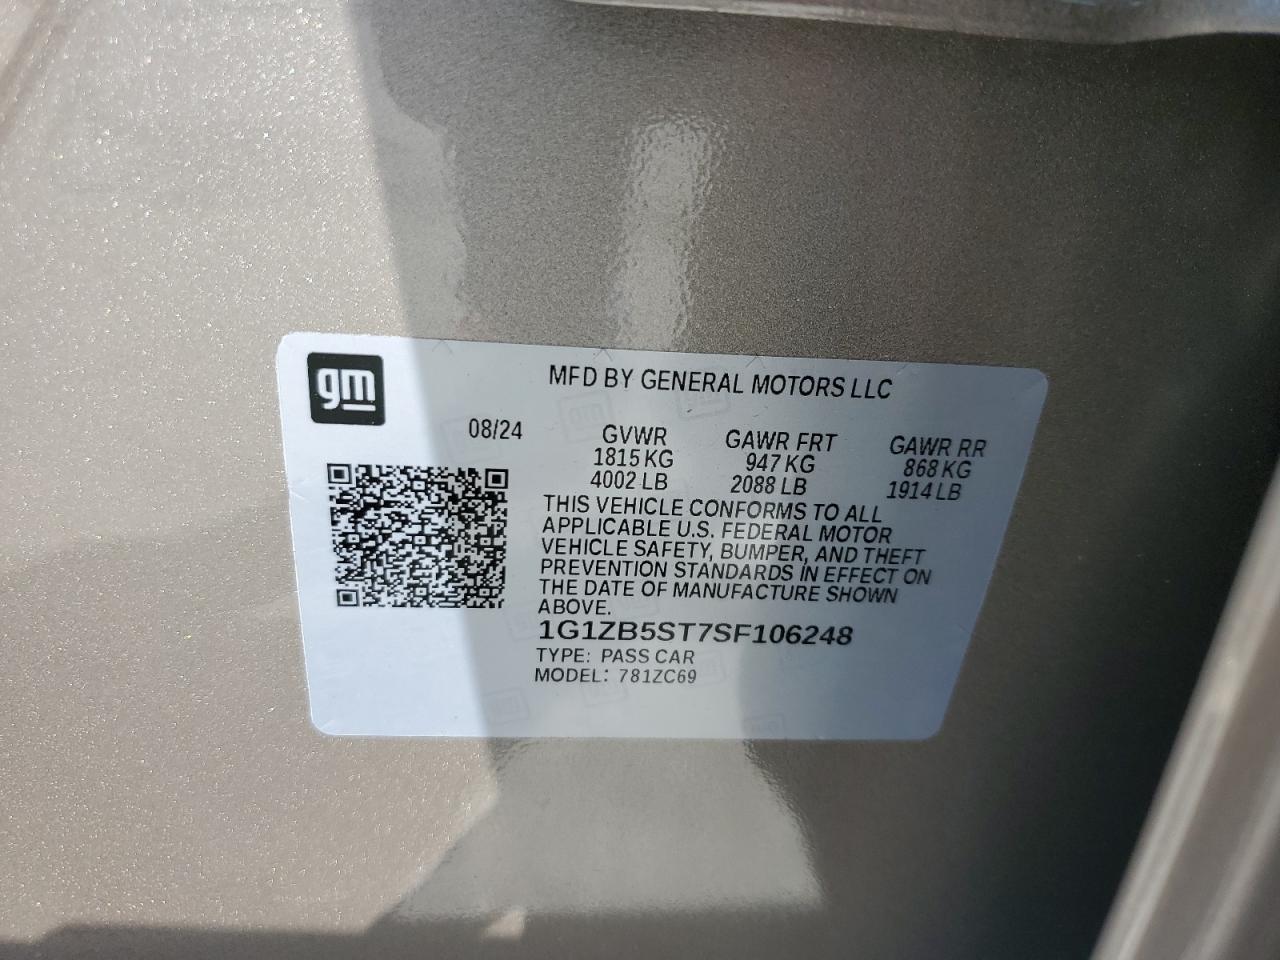 gm
MFD BY GENERAL MOTORS LLC
08/24
GVWR
1815 KG
4002 LB
GAWR FRT
947 KG
2088 LB
GAWR RR
868 KG
1914 LB
THIS VEHICLE CONFORMS TO ALL
APPLICABLE U.S. FEDERAL MOTOR
VEHICLE SAFETY, BUMPER, AND THEFT
PREVENTION STANDARDS IN EFFECT ON
THE DATE OF MANUFACTURE SHOWN
ABOVE.
1G1ZB5ST7SF106248
TYPE: PASS CAR
MODEL: 781ZC69